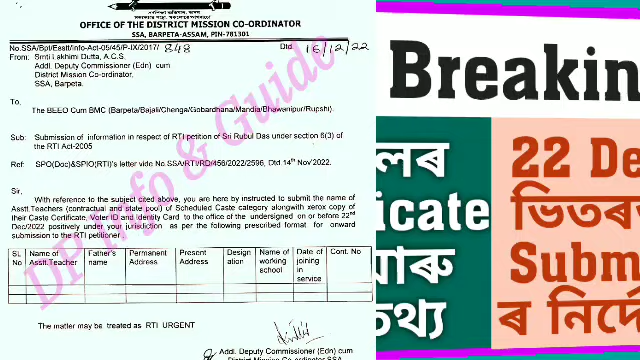 OFFICE OF THE DISTRICT MISSION CO-ORDINATOR
SSA, BARPETA-ASSAM, PIN-781301
No.SSA/Bpt/Estt/Info-Act-05/45/P-IX/2017/ 848 Dtd 16/12/22
From: Smti Lakhimi Dutta, A.C.S.
Addl. Deputy Commissioner (Edn) cum
District Mission Co-ordinator,
SSA, Barpeta.
To
The BEEO Cum BMC (Barpeta/Bajali/Chenga/Gobardhana/Mandia/Bhawanipur/Rupshi).
Sub: Submission of information in respect of RTI petition of Sri Rubul Das under section 6(3) of
the RTI Act-2005
Ref: SPO(Doc)&SPIO(RTI)'s letter vide No SSA/RTI/RD/456/2022/2596, Dtd 14th Nov'2022.
Sir,
With reference to the subject cited above, you are here by instructed to submit the name of
Asstt.Teachers (contractual and state pool) of Scheduled Caste category alongwith xerox copy of
their Caste Certificate, Voter ID and Identity Card to the office of the undersigned on or before 22nd
Dec/2022 positively under your jurisdiction as per the following prescribed format for onward
submission to the RTI petitioner.
Sl No Name of Asstt.Teacher Father's name Permanent Address Present Address Design ation Name of working school Date of joining in service Cont. No
The matter may be treated as RTI URGENT
Addl. Deputy Commissioner (Edn) cum
District Mission Co-ordinator SSA
DP Info & Guide
Breakin
লৰ
icate
মাৰু
তথ্য
22 De
ভিতৰত
Subm
ৰ নিৰ্দে